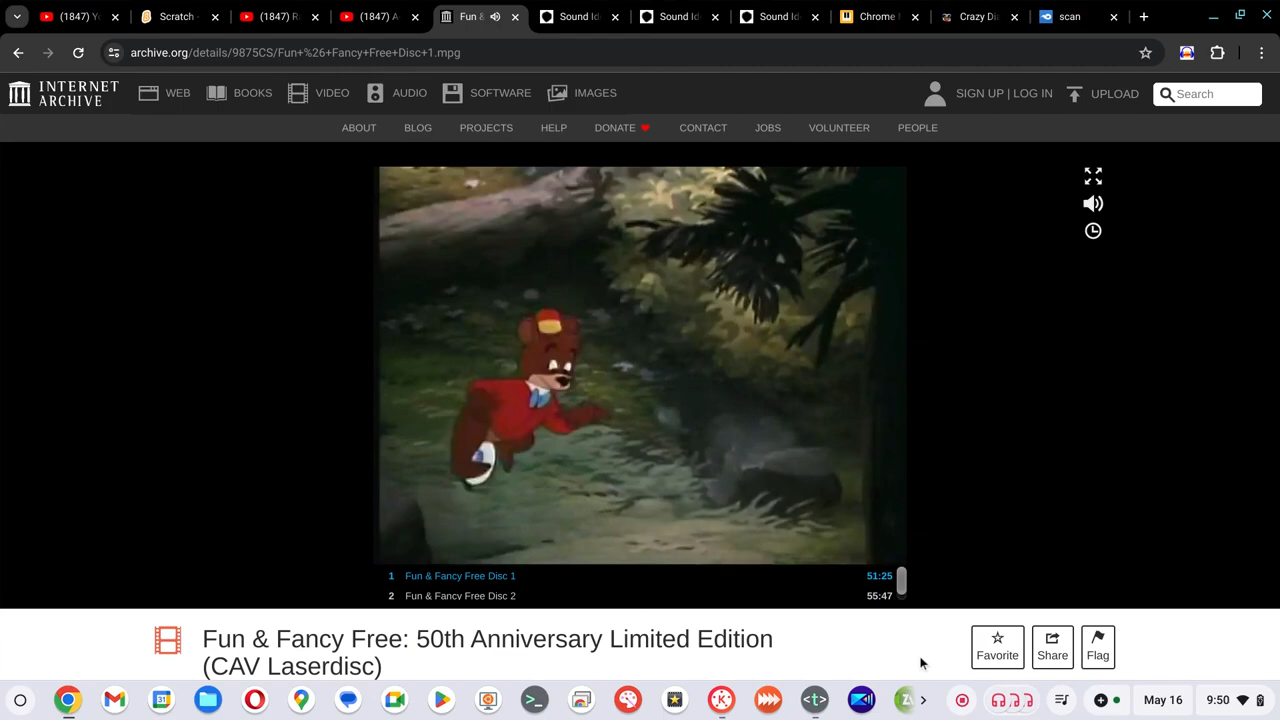 (1847) Y
Scratch -
(1847) R
(1847) A
Fun &
Sound Id
Sound Id
Sound Id
Chrome M
Crazy Di
scan
archive.org/details/9875CS/Fun+%26+Fancy+Free+Disc+1.mpg
INTERNET ARCHIVE
WEB
BOOKS
VIDEO
AUDIO
SOFTWARE
IMAGES
SIGN UP | LOG IN
UPLOAD
Search
ABOUT
BLOG
PROJECTS
HELP
DONATE
CONTACT
JOBS
VOLUNTEER
PEOPLE
1 Fun & Fancy Free Disc 1 51:25
2 Fun & Fancy Free Disc 2 55:47
Fun & Fancy Free: 50th Anniversary Limited Edition
(CAV Laserdisc)
Favorite
Share
Flag
May 16
9:50